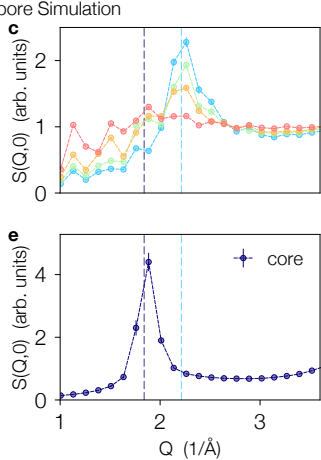 pore Simulation
c
S(Q,0) (arb. units)
2
1
0
e
core
S(Q,0) (arb. units)
4
2
0
1 2 3
Q (1/Å)